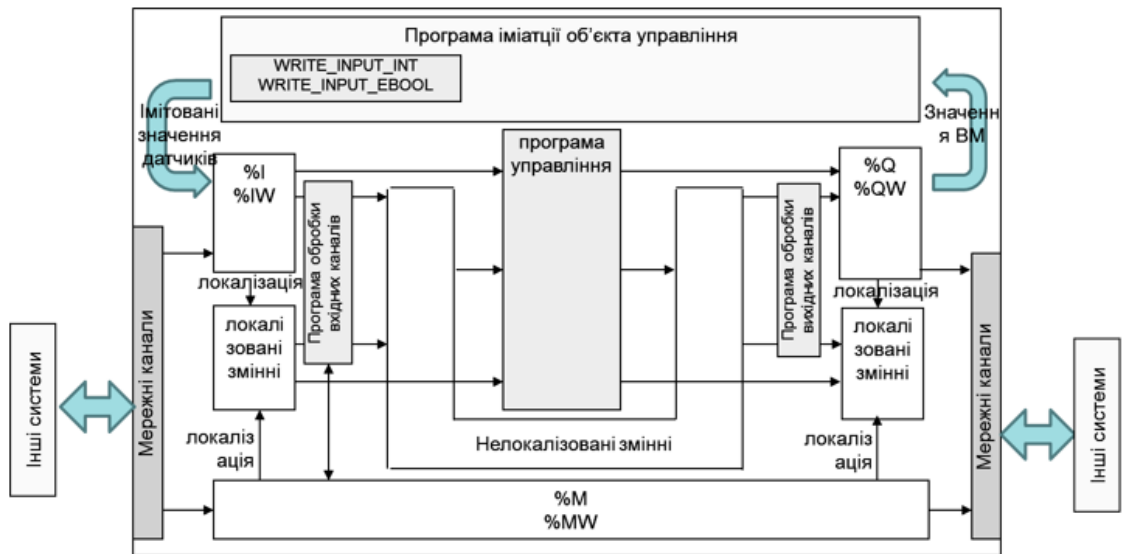 Програма іміатції об'єкта управління
WRITE_INPUT_INT
WRITE_INPUT_EBOOL
Імітовані
значення
датчиків
Значенн
я ВМ
програма
управління
%I
%IW
%Q
%QW
Програма обробки
вхідних каналів
Програма обробки
вихідних каналів
локалізація
локалізація
локалі
зовані
змінні
локалі
зовані
змінні
Інші системи
Мережні канали
Мережні канали
Інші системи
локаліз
ація
Нелокалізовані змінні
локаліз
ація
%M
%MW